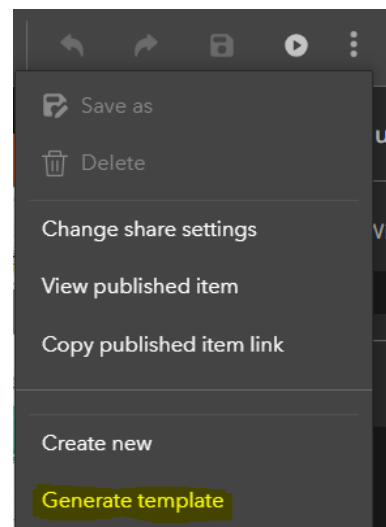 Save as
Delete
Change share settings
View published item
Copy published item link
Create new
Generate template